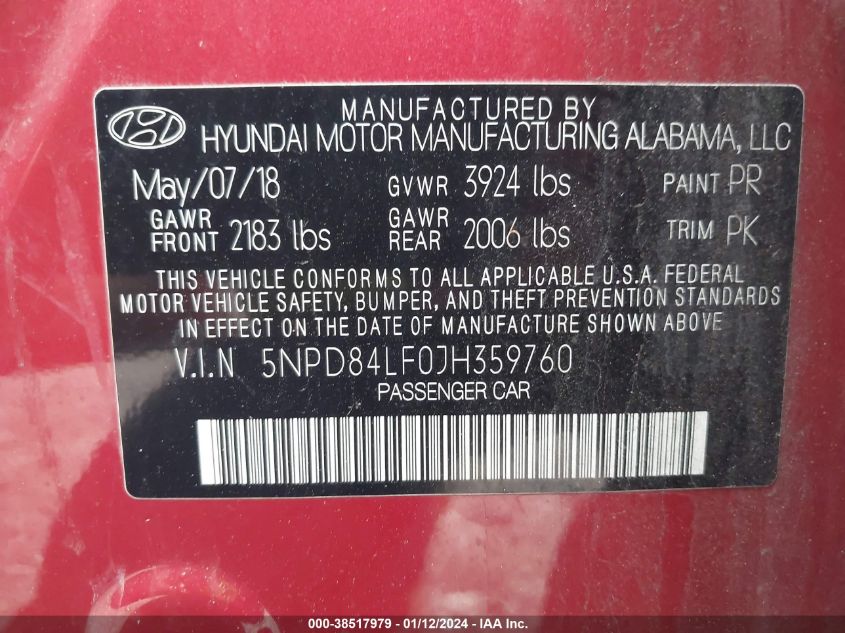 MANUFACTURED BY
HYUNDAI MOTOR MANUFACTURING ALABAMA, LLC
May/07/18 GVWR 3924 lbs PAINT PR
GAWR FRONT 2183 lbs GAWR REAR 2006 lbs TRIM PK
THIS VEHICLE CONFORMS TO ALL APPLICABLE U.S.A. FEDERAL
MOTOR VEHICLE SAFETY, BUMPER, AND THEFT PREVENTION STANDARDS
IN EFFECT ON THE DATE OF MANUFACTURE SHOWN ABOVE
V.I.N 5NPD84LF0JH359760
PASSENGER CAR
000-38517979 - 01/12/2024 - IAA Inc.